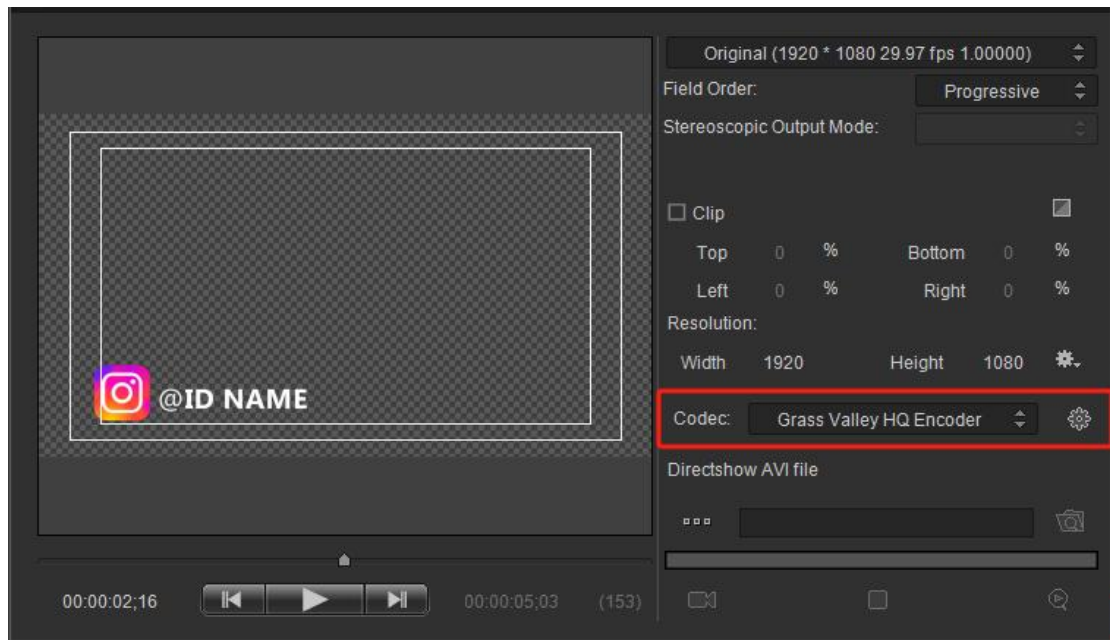 Original (1920 * 1080 29.97 fps 1.00000)
Field Order: Progressive
Stereoscopic Output Mode:
Clip
Top 0 % Bottom 0 %
Left 0 % Right 0 %
Resolution:
Width 1920 Height 1080
@ID NAME
Codec: Grass Valley HQ Encoder
Directshow AVI file
00:00:02;16 00:00:05;03 (153)